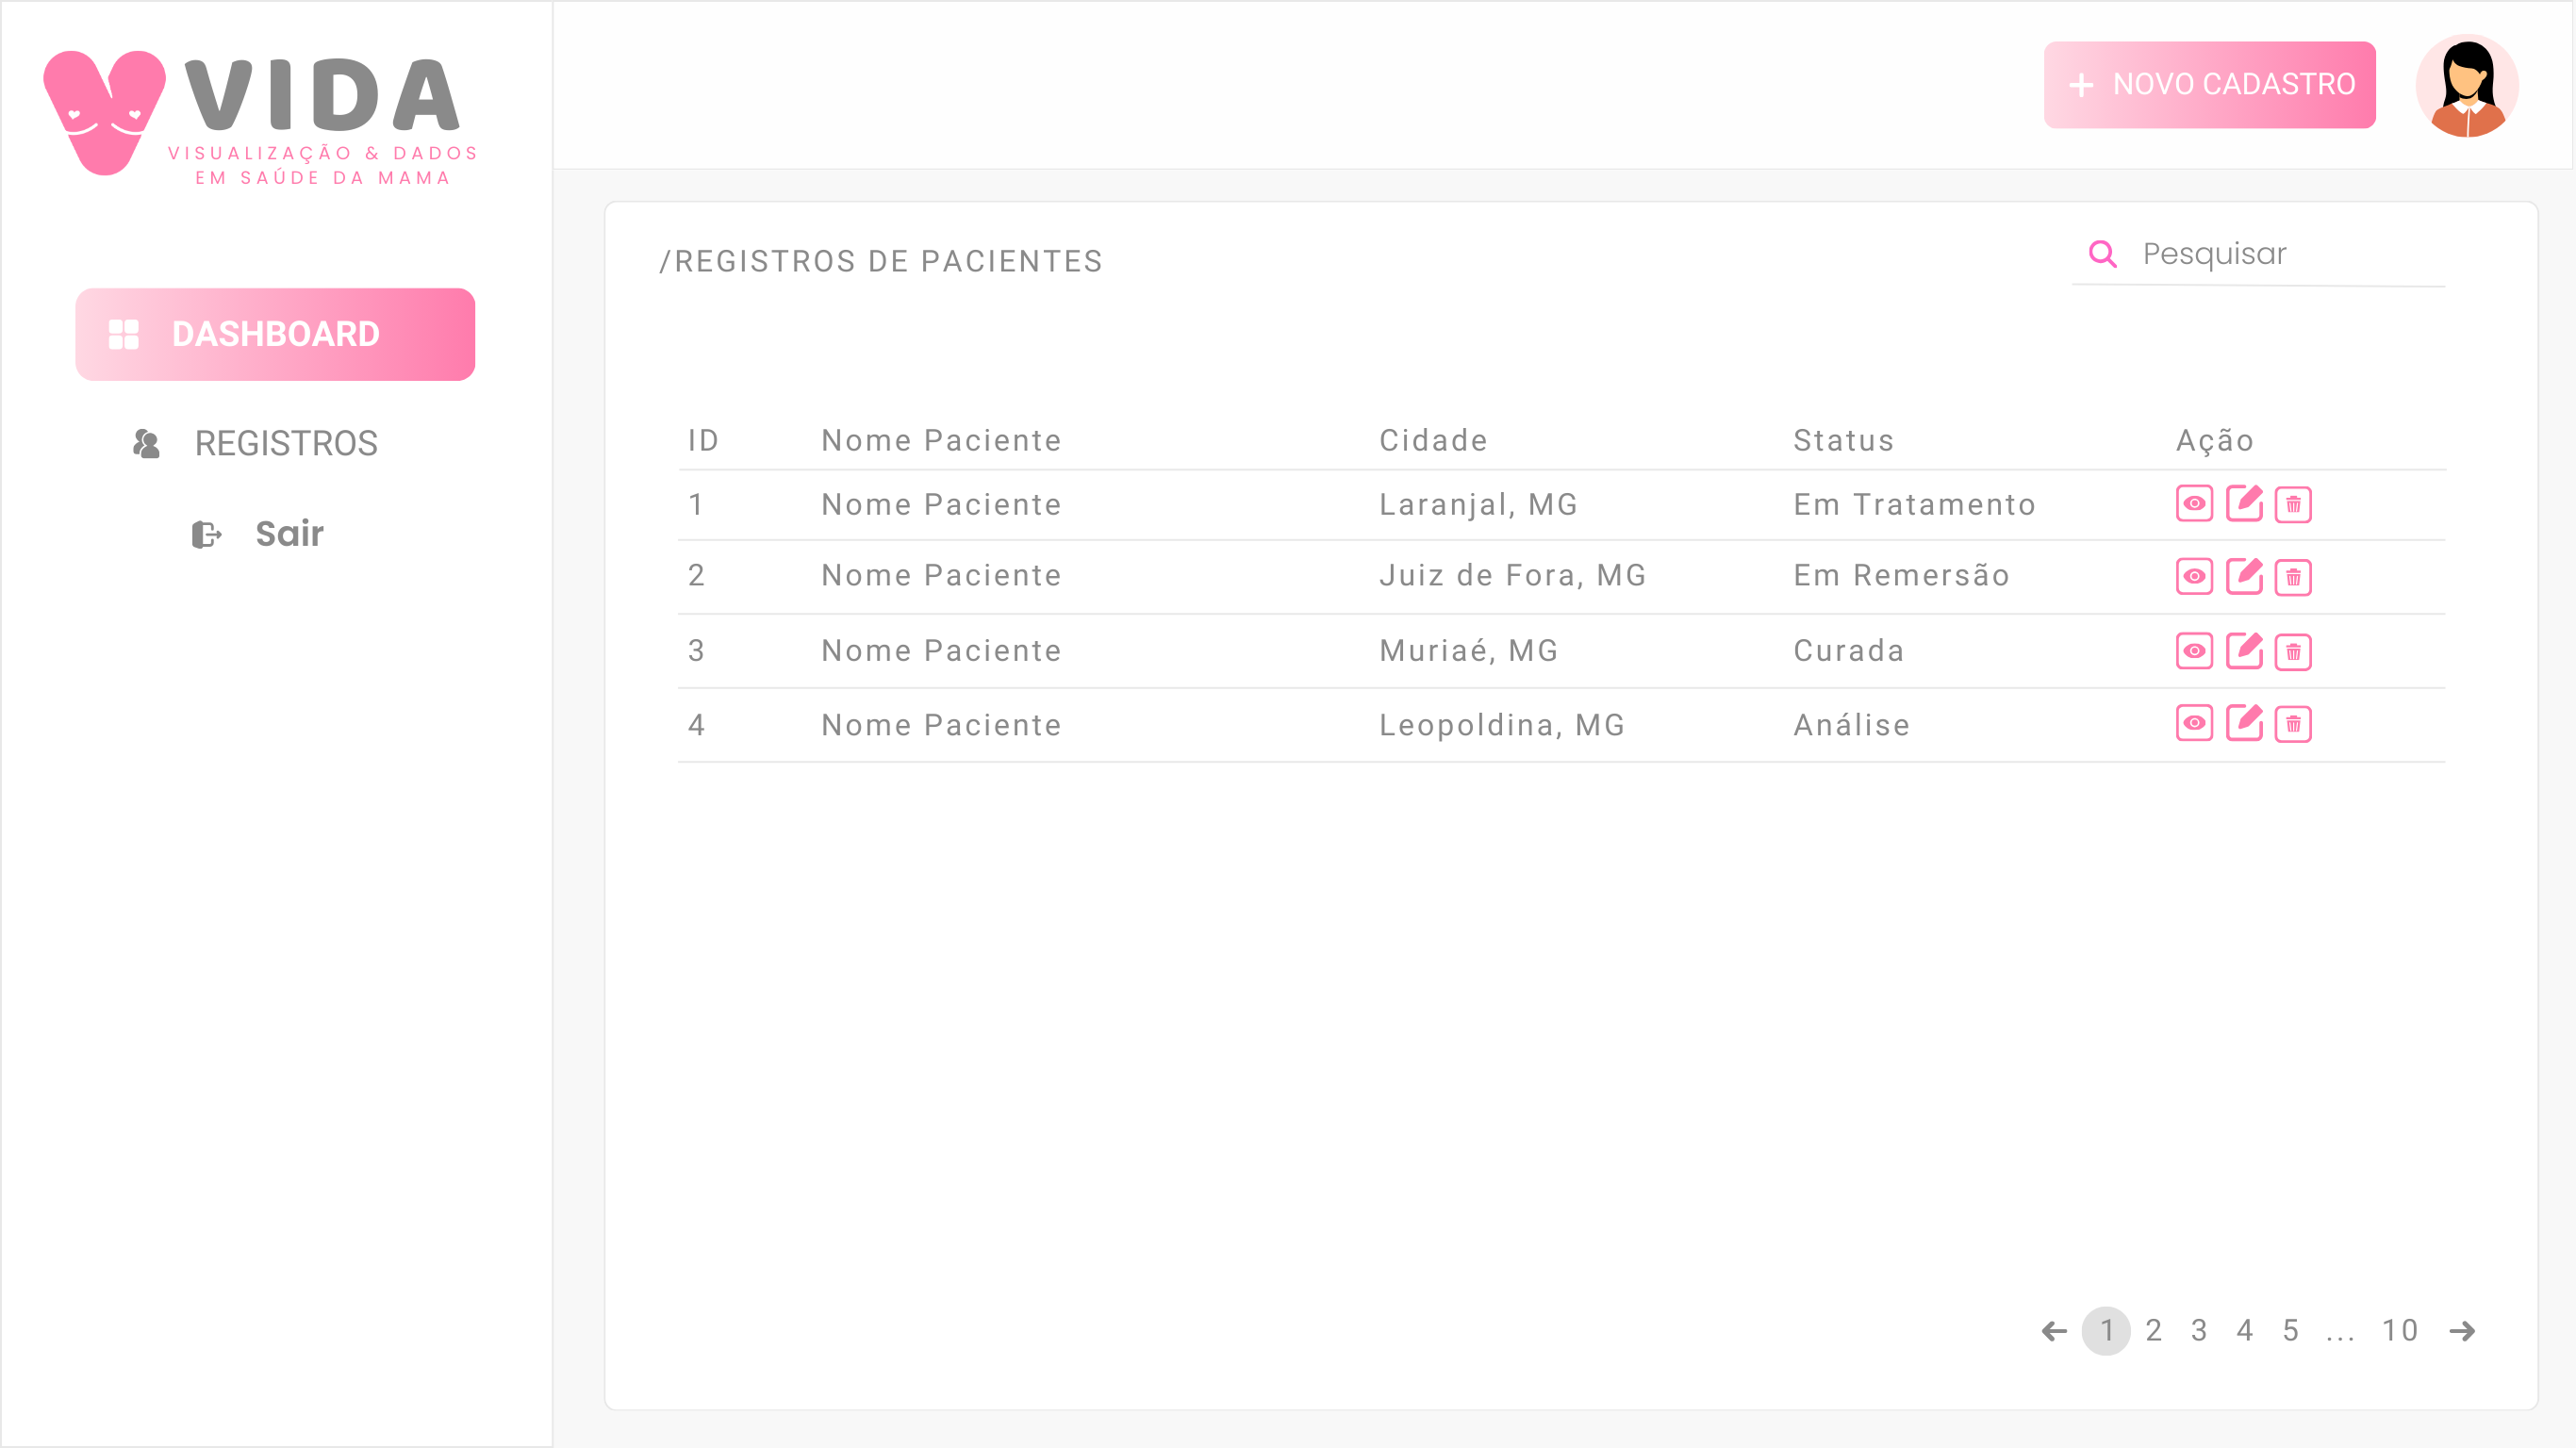 VIDA
VISUALIZAÇÃO & DADOS
EM SAÚDE DA MAMA
NOVO CADASTRO
DASHBOARD
REGISTROS
Sair
/REGISTROS DE PACIENTES
Pesquisar
ID Nome Paciente Cidade Status Ação
1 Nome Paciente Laranjal, MG Em Tratamento
2 Nome Paciente Juiz de Fora, MG Em Remersão
3 Nome Paciente Muriaé, MG Curada
4 Nome Paciente Leopoldina, MG Análise
1 2 3 4 5 ... 10